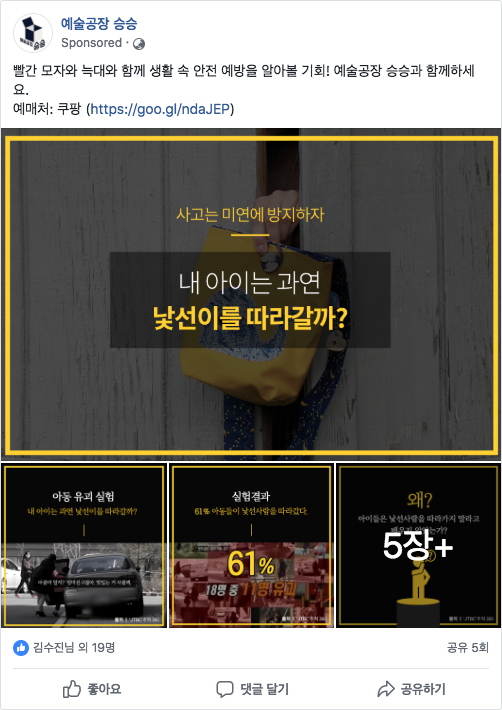 예술공장 승승
Sponsored ·
빨간 모자와 늑대와 함께 생활 속 안전 예방을 알아볼 기회! 예술공장 승승과 함께하세
요.
예매처: 쿠팡 (https://goo.gl/ndaJEP)
사고는 미연에 방지하자
내 아이는 과연
낯선이를 따라갈까?
아동 유괴 실험
내 아이는 과연 낯선이를 따라갈까?
실험결과
61% 아동들이 낯선사람을 따라갔다.
61%
18명 중 11명 유괴
왜?
아이들은 낯선사람을 따라가지 말라고
5장+
김수진님 외 19명
공유 5회
좋아요
댓글 달기
공유하기